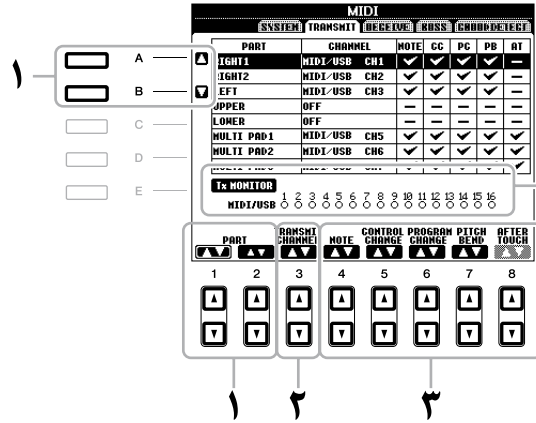 MIDI
SYSTEM TRANSMIT RECEIVE BOSS CHORD DETECT
PART CHANNEL NOTE CC PC PB AT
RIGHT1 MIDI/USB CH1 ✔ ✔ ✔ ✔ –
RIGHT2 MIDI/USB CH2 ✔ ✔ ✔ ✔ –
LEFT MIDI/USB CH3 ✔ ✔ ✔ ✔ –
UPPER OFF – – – – –
LOWER OFF – – – – –
MULTI PAD1 MIDI/USB CH5 ✔ ✔ ✔ ✔ ✔
MULTI PAD2 MIDI/USB CH6 ✔ ✔ ✔ ✔ ✔
A
B
C
D
E
١
Tx MONITOR
1 2 3 4 5 6 7 8 9 10 11 12 13 14 15 16
MIDI/USB
PART TRANSMI CHANNEL NOTE CONTROL CHANGE PROGRAM CHANGE PITCH BEND AFTER TOUCH
1 2 3 4 5 6 7 8
١ ٢ ٣